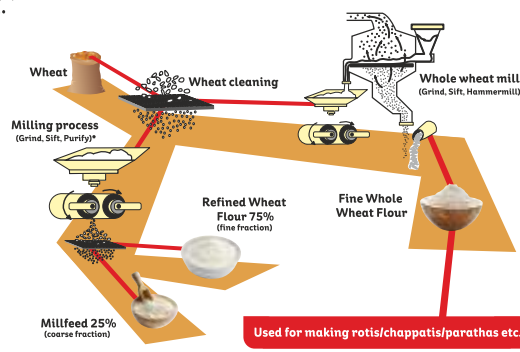 Wheat
Wheat cleaning
Whole wheat mill
(Grind, Sift, Hammermill)
Milling process
(Grind, Sift, Purify)*
Refined Wheat
Flour 75%
(fine fraction)
Fine Whole
Wheat Flour
Millfeed 25%
(coarse fraction)
Used for making rotis/chappatis/parathas etc.